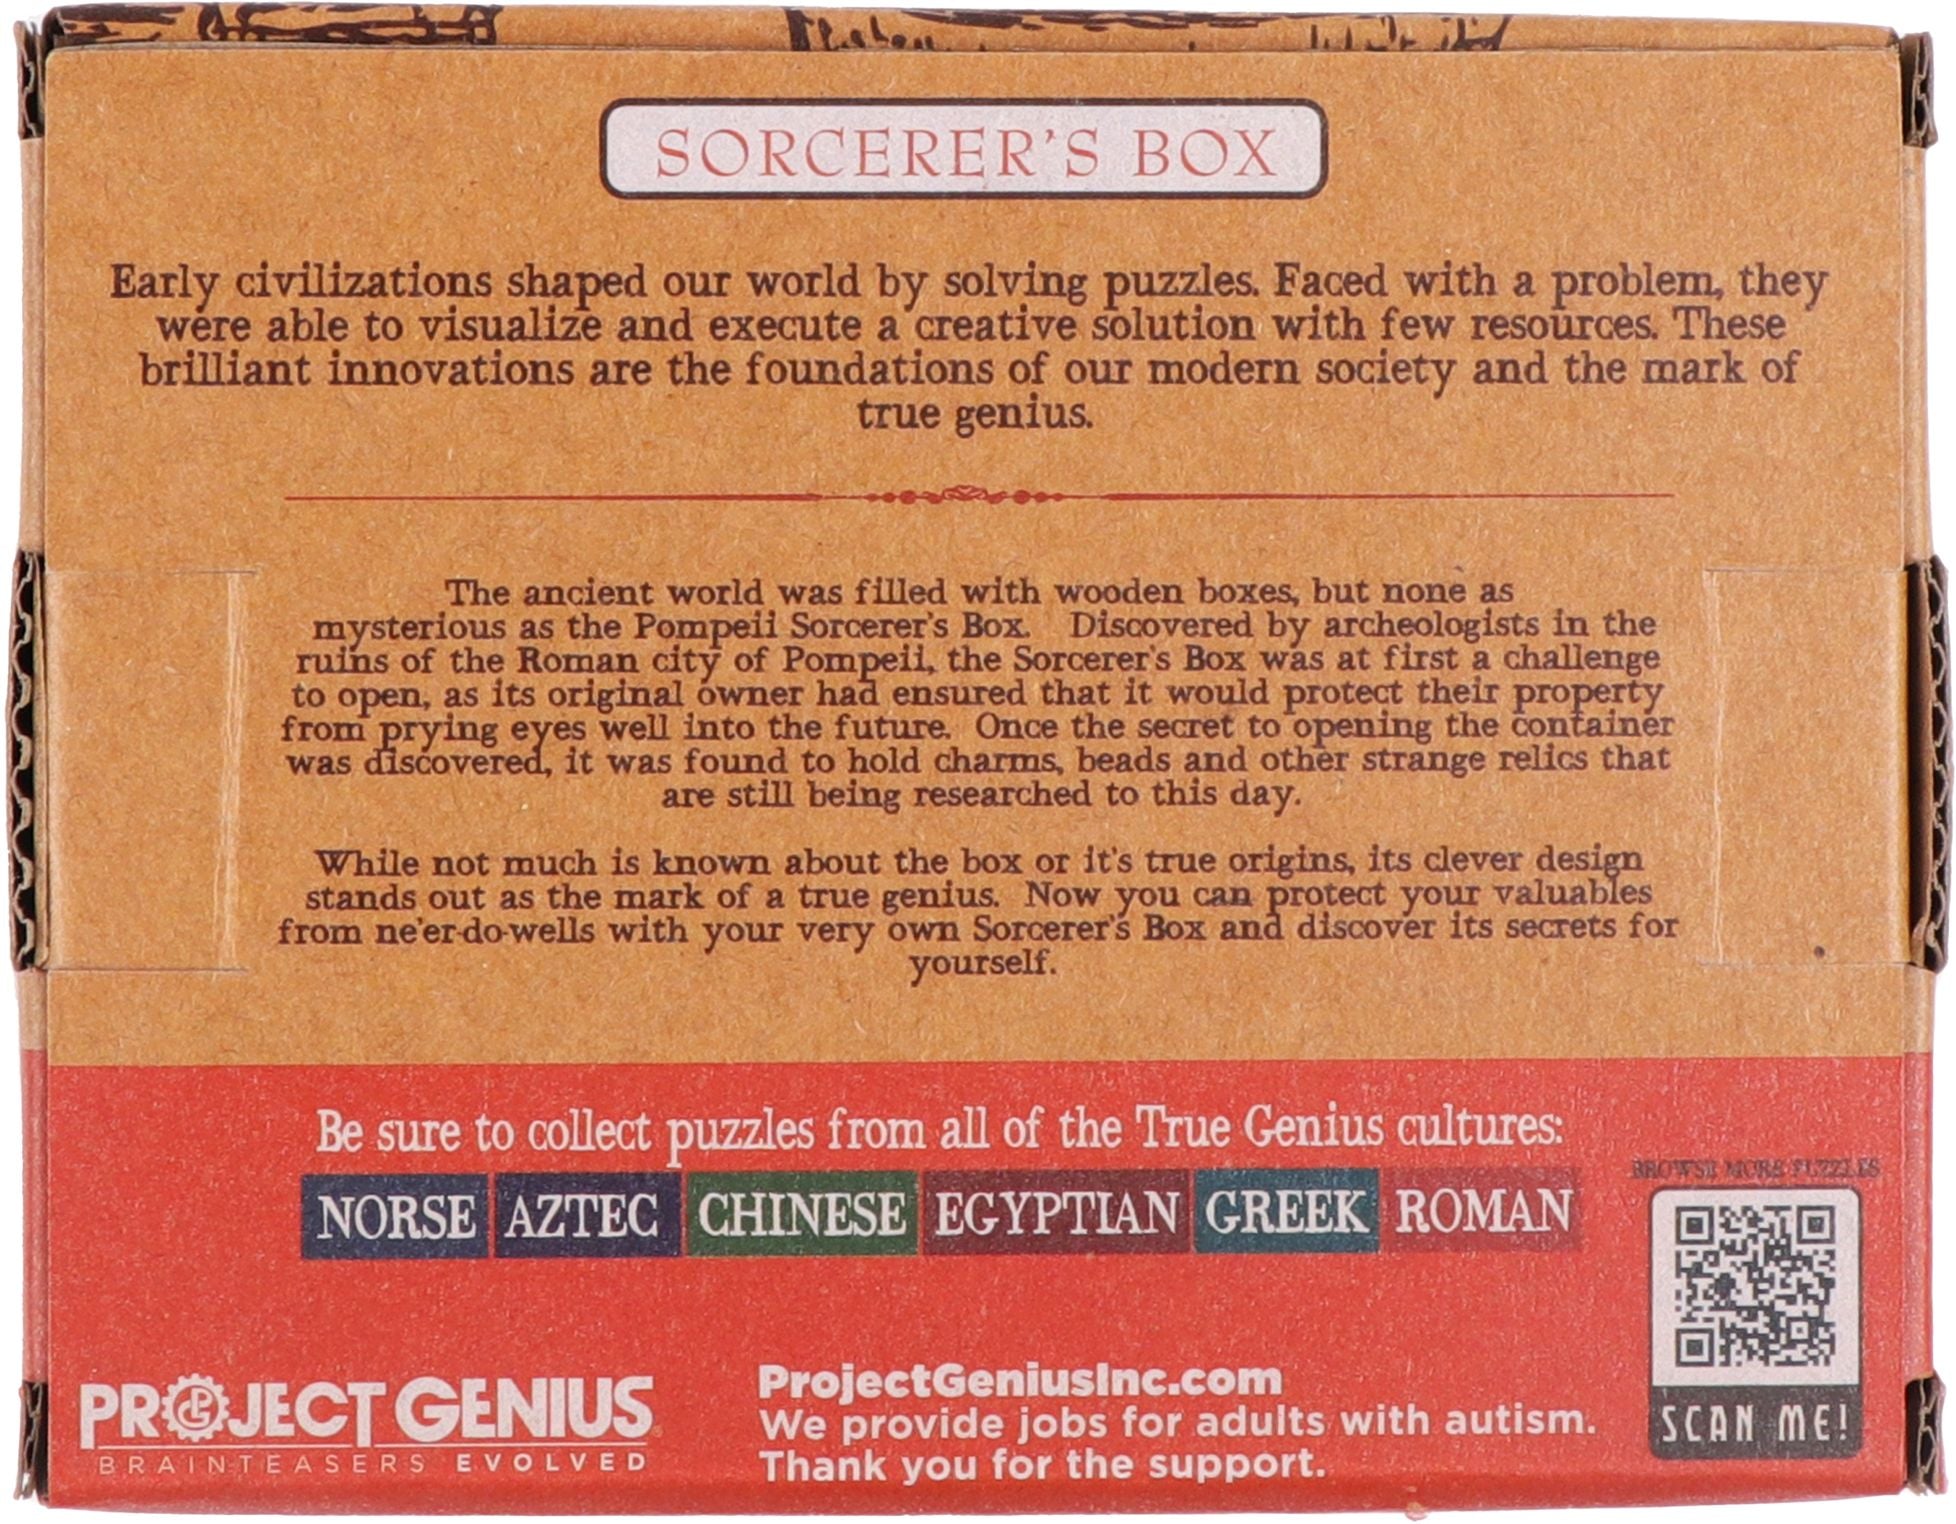 SORCERER'S BOX
Early civilizations shaped our world by solving puzzles. Faced with a problem, they
were able to visualize and execute a creative solution with few resources. These
brilliant innovations are the foundations of our modern society and the mark of
true genius.
The ancient world was filled with wooden boxes, but none as
mysterious as the Pompeii Sorcerer's Box. Discovered by archeologists in the
ruins of the Roman city of Pompeii, the Sorcerer's Box was at first a challenge
to open, as its original owner had ensured that it would protect their property
from prying eyes well into the future. Once the secret to opening the container
was discovered, it was found to hold charms, beads and other strange relics that
are still being researched to this day.
While not much is known about the box or it's true origins, its clever design
stands out as the mark of a true genius. Now you can protect your valuables
from ne'er-do-wells with your very own Sorcerer's Box and discover its secrets for
yourself.
Be sure to collect puzzles from all of the True Genius cultures:
NORSE AZTEC CHINESE EGYPTIAN GREEK ROMAN
BROWSE MORE PUZZLES
SCAN ME!
PROJECT GENIUS
BRAINTEASERS EVOLVED
ProjectGeniusInc.com
We provide jobs for adults with autism.
Thank you for the support.